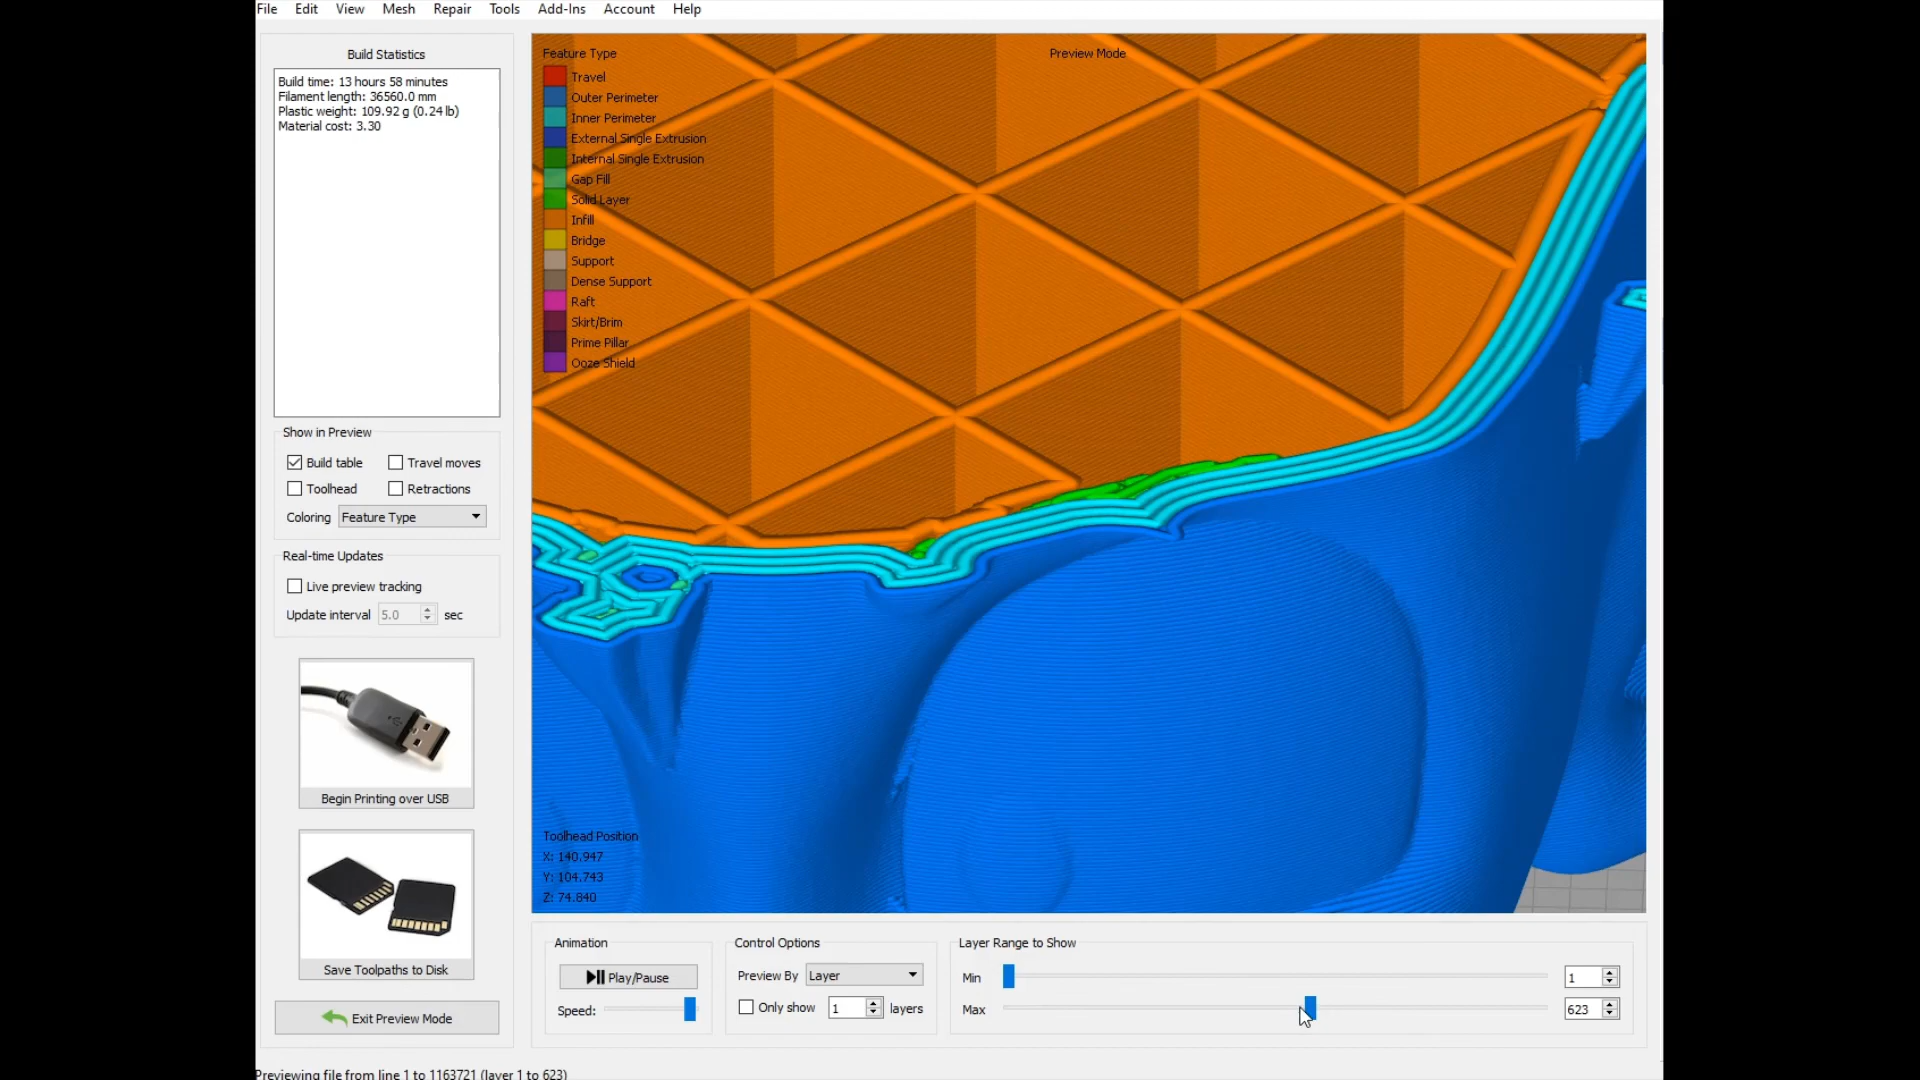 File Edit View Mesh Repair Tools Add-Ins Account Help
Build Statistics
Build time: 13 hours 58 minutes
Filament length: 36560.0 mm
Plastic weight: 109.92 g (0.24 lb)
Material cost: 3.30
Show in Preview
Build table
Travel moves
Toolhead
Retractions
Coloring
Feature Type
Real-time Updates
Live preview tracking
Update interval 5.0 sec
Begin Printing over USB
Save Toolpaths to Disk
Exit Preview Mode
Feature Type
Travel
Outer Perimeter
Inner Perimeter
External Single Extrusion
Internal Single Extrusion
Gap Fill
Solid Layer
Infill
Bridge
Support
Dense Support
Raft
Skirt/Brim
Prime Pillar
Ooze Shield
Preview Mode
Toolhead Position
X: 140.947
Y: 104.743
Z: 74.840
Animation
Play/Pause
Speed:
Control Options
Preview By Layer
Only show 1 layers
Layer Range to Show
Min 1
Max 623
Previewing file from line 1 to 1163721 (layer 1 to 623)